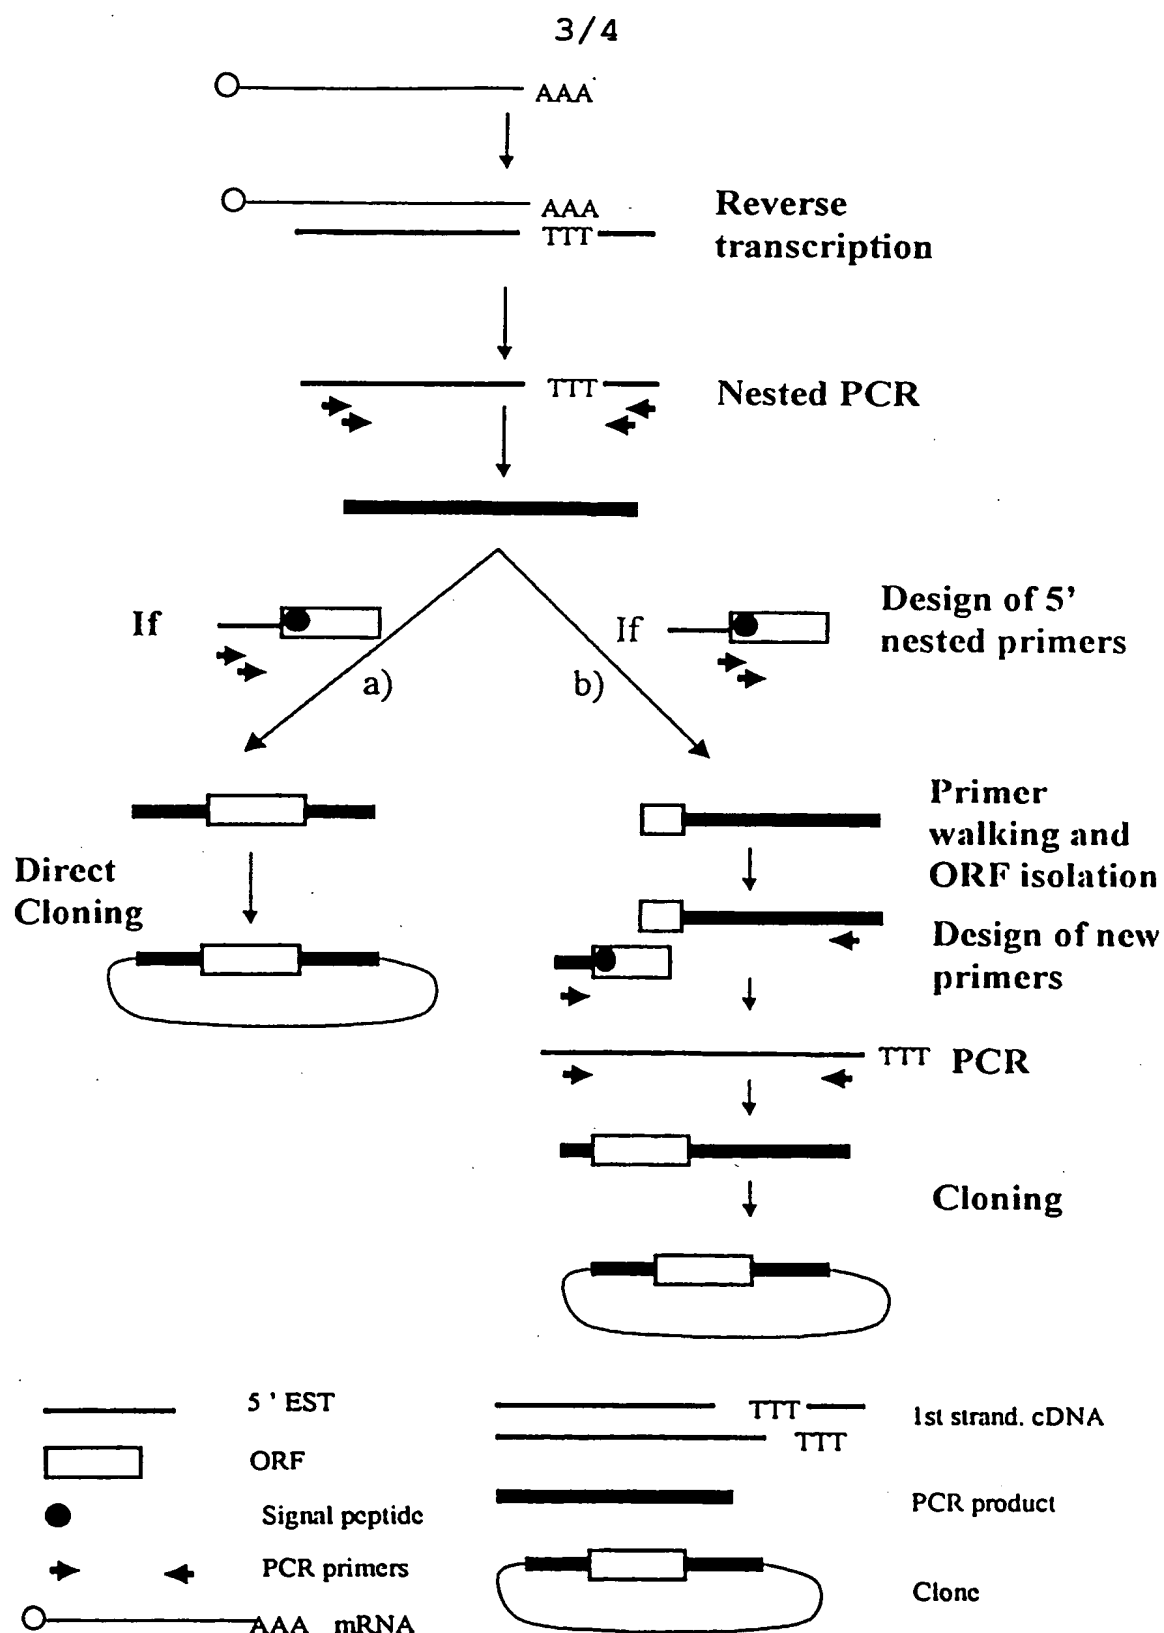 3/4
AAA
AAA
TTT
Reverse
transcription
TTT
Nested PCR
If
If
Design of 5'
nested primers
a)
b)
Primer
walking and
ORF isolation
Direct
Cloning
Design of new
primers
TTT
PCR
Cloning
5 ' EST
TTT
TTT
1st strand. cDNA
ORF
Signal peptide
PCR product
PCR primers
Clone
AAA mRNA